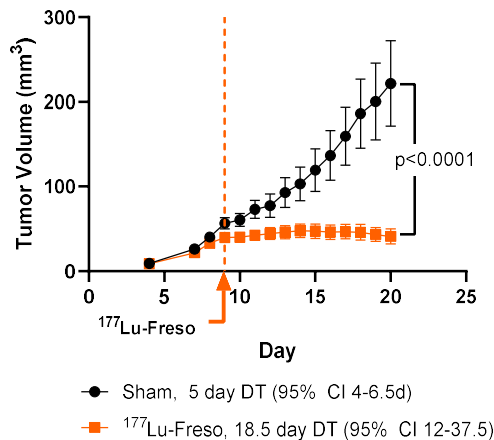 300
200
100
0
Tumor Volume (mm³)
p<0.0001
0 5 10 15 20 25
¹⁷⁷Lu-Freso
Day
Sham, 5 day DT (95% CI 4-6.5d)
¹⁷⁷Lu-Freso, 18.5 day DT (95% CI 12-37.5)